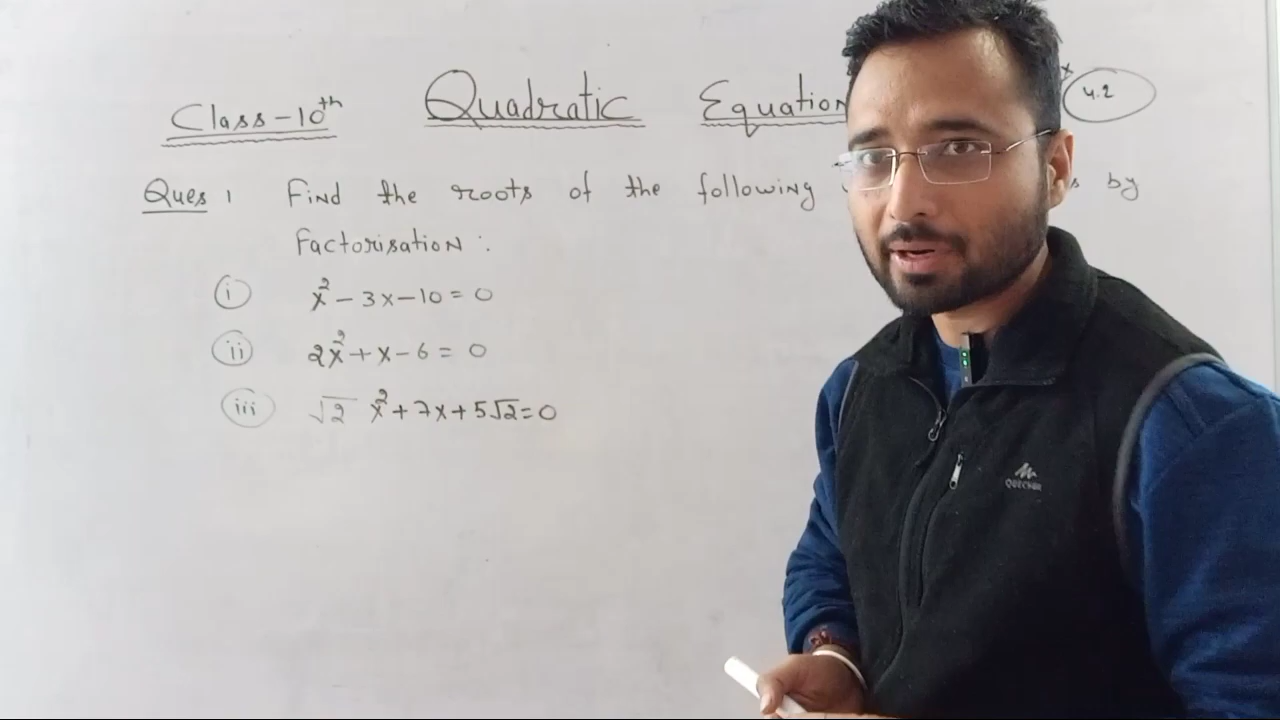 Class-10th Quadratic Equation 4.2
Ques 1 Find the roots of the following by
Factorisation:
i x² - 3x - 10 = 0
ii 2x² + x - 6 = 0
iii √2 x² + 7x + 5√2 = 0
QUECHUA